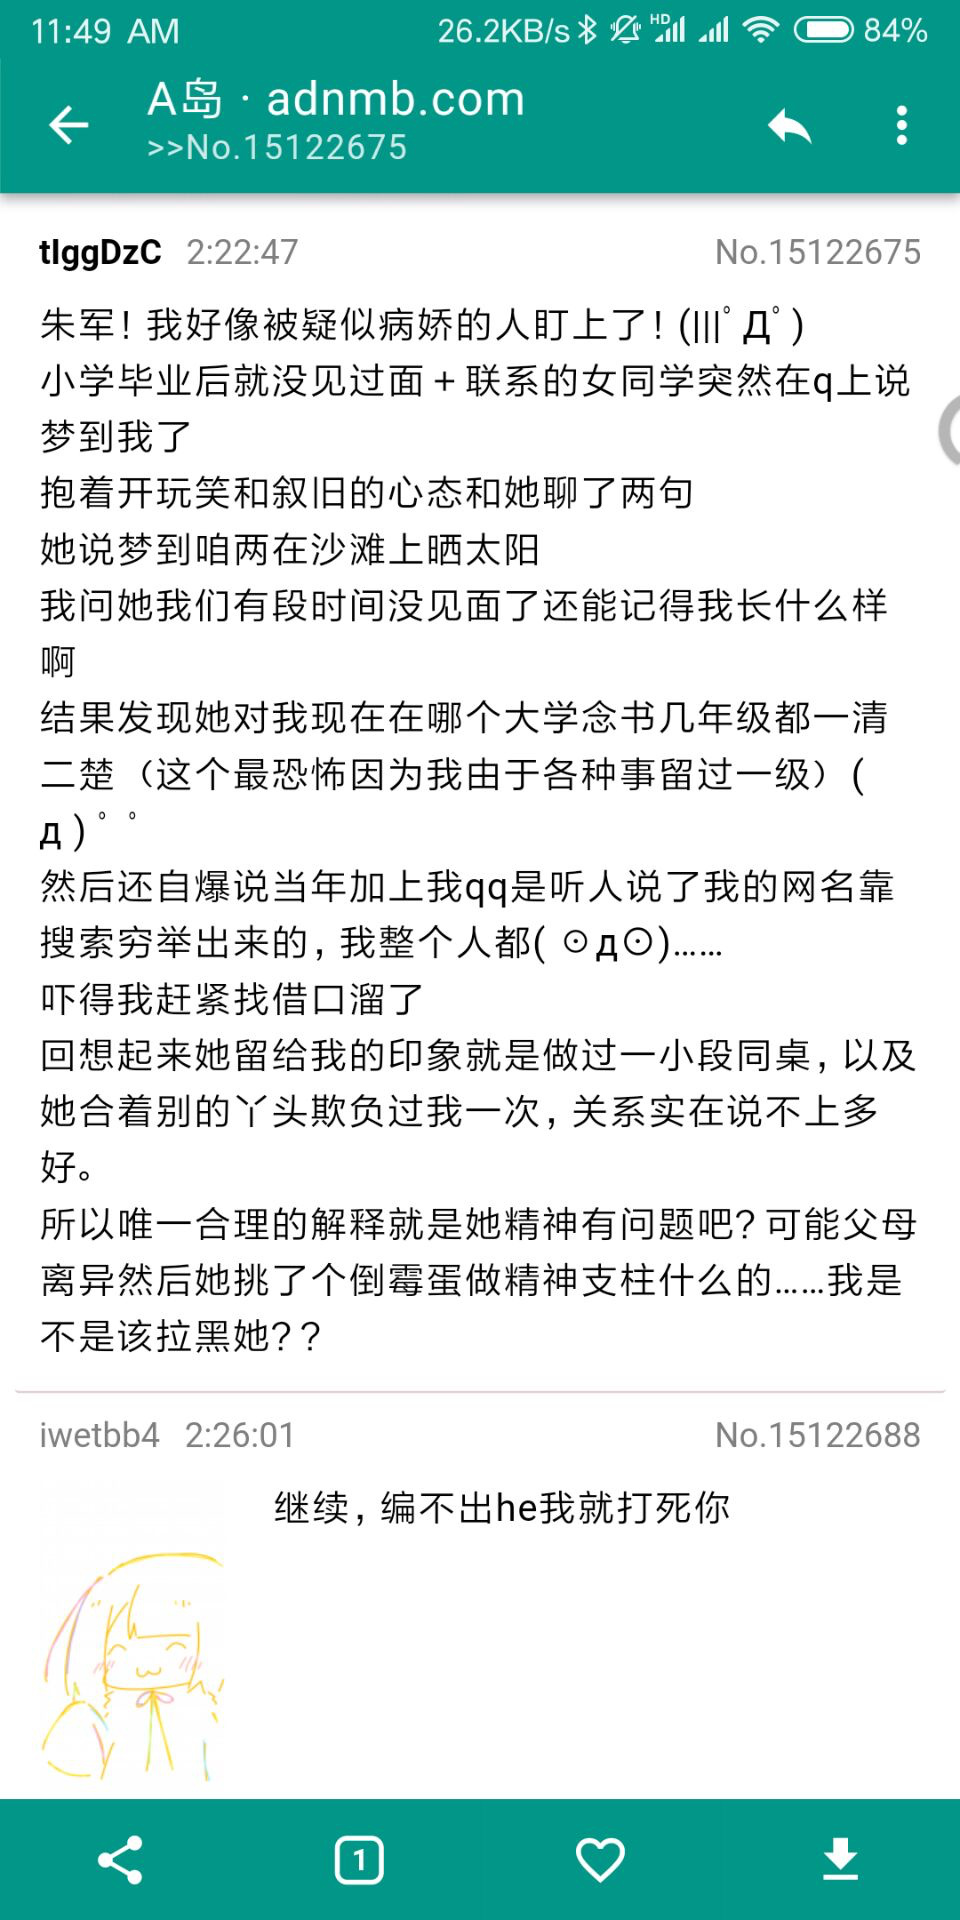 11:49 AM 26.2KB/s HD 84%
A岛 · adnmb.com
>>No.15122675
tIggDzC 2:22:47 No.15122675
朱军！我好像被疑似病娇的人盯上了！(|||ﾟДﾟ)
小学毕业后就没见过面＋联系的女同学突然在q上说
梦到我了
抱着开玩笑和叙旧的心态和她聊了两句
她说梦到咱两在沙滩上晒太阳
我问她我们有段时间没见面了还能记得我长什么样
啊
结果发现她对我现在在哪个大学念书几年级都一清
二楚（这个最恐怖因为我由于各种事留过一级）(
д) ﾟ ﾟ
然后还自爆说当年加上我qq是听人说了我的网名靠
搜索穷举出来的，我整个人都( ⊙д⊙)……
吓得我赶紧找借口溜了
回想起来她留给我的印象就是做过一小段同桌，以及
她合着别的丫头欺负过我一次，关系实在说不上多
好。
所以唯一合理的解释就是她精神有问题吧？可能父母
离异然后她挑了个倒霉蛋做精神支柱什么的……我是
不是该拉黑她？？
iwetbb4 2:26:01 No.15122688
继续，编不出he我就打死你
1